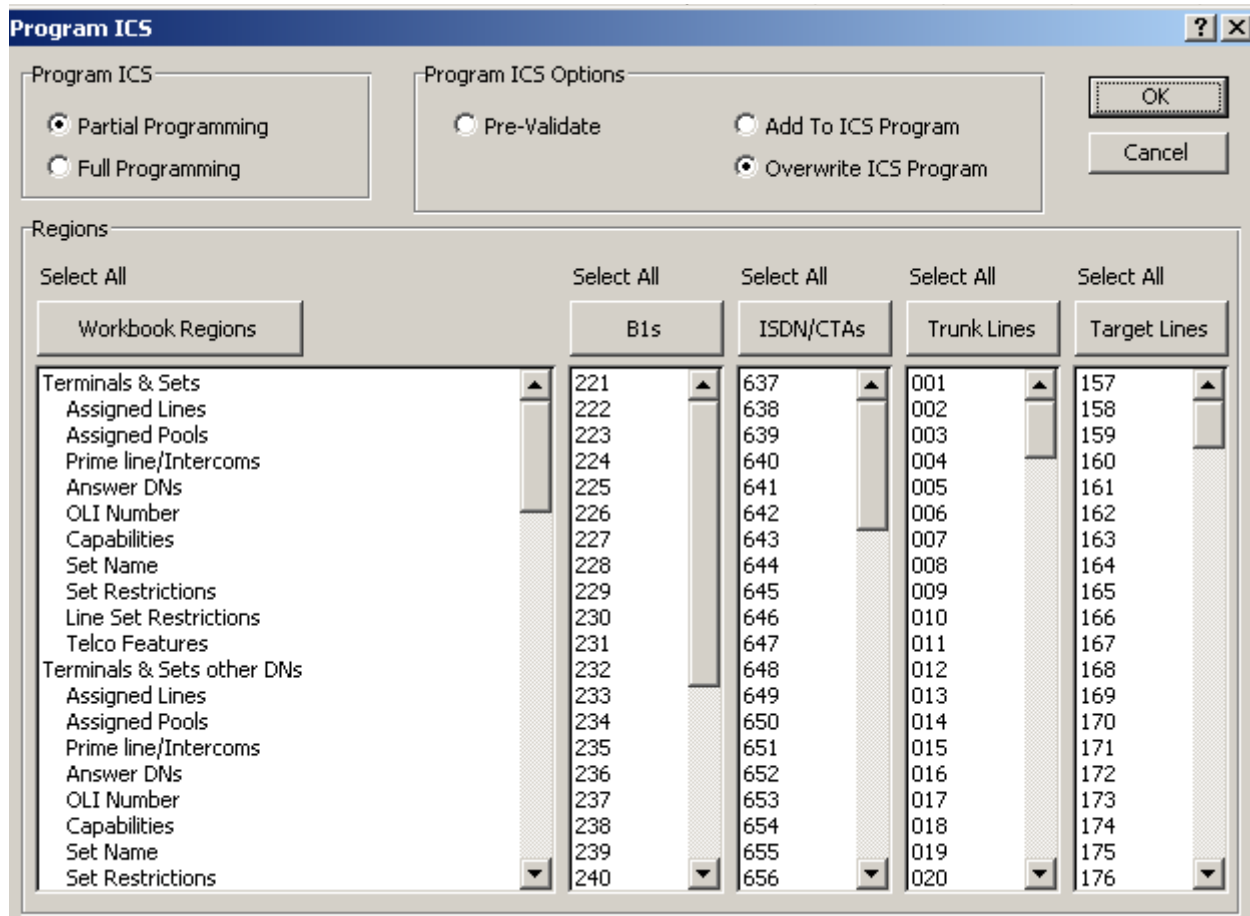 Program ICS
Program ICS
Partial Programming
Full Programming
Program ICS Options
Pre-Validate
Add To ICS Program
Overwrite ICS Program
OK
Cancel
Regions
Select All
Workbook Regions
Terminals & Sets
Assigned Lines
Assigned Pools
Prime line/Intercoms
Answer DNs
OLI Number
Capabilities
Set Name
Set Restrictions
Line Set Restrictions
Telco Features
Terminals & Sets other DNs
Assigned Lines
Assigned Pools
Prime line/Intercoms
Answer DNs
OLI Number
Capabilities
Set Name
Set Restrictions
Select All
B1s
221
222
223
224
225
226
227
228
229
230
231
232
233
234
235
236
237
238
239
240
Select All
ISDN/CTAs
637
638
639
640
641
642
643
644
645
646
647
648
649
650
651
652
653
654
655
656
Select All
Trunk Lines
001
002
003
004
005
006
007
008
009
010
011
012
013
014
015
016
017
018
019
020
Select All
Target Lines
157
158
159
160
161
162
163
164
165
166
167
168
169
170
171
172
173
174
175
176